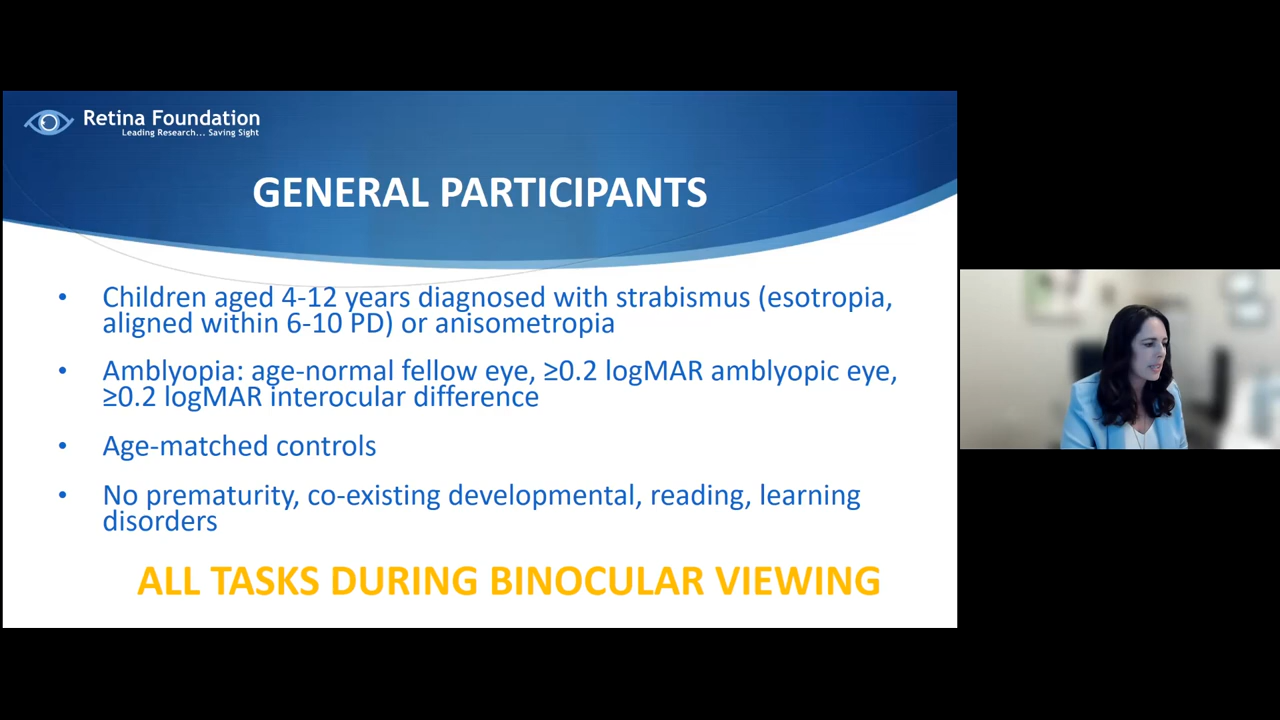 Retina Foundation
Leading Research... Saving Sight
GENERAL PARTICIPANTS
• Children aged 4-12 years diagnosed with strabismus (esotropia,
aligned within 6-10 PD) or anisometropia
• Amblyopia: age-normal fellow eye, ≥0.2 logMAR amblyopic eye,
≥0.2 logMAR interocular difference
• Age-matched controls
• No prematurity, co-existing developmental, reading, learning
disorders
ALL TASKS DURING BINOCULAR VIEWING